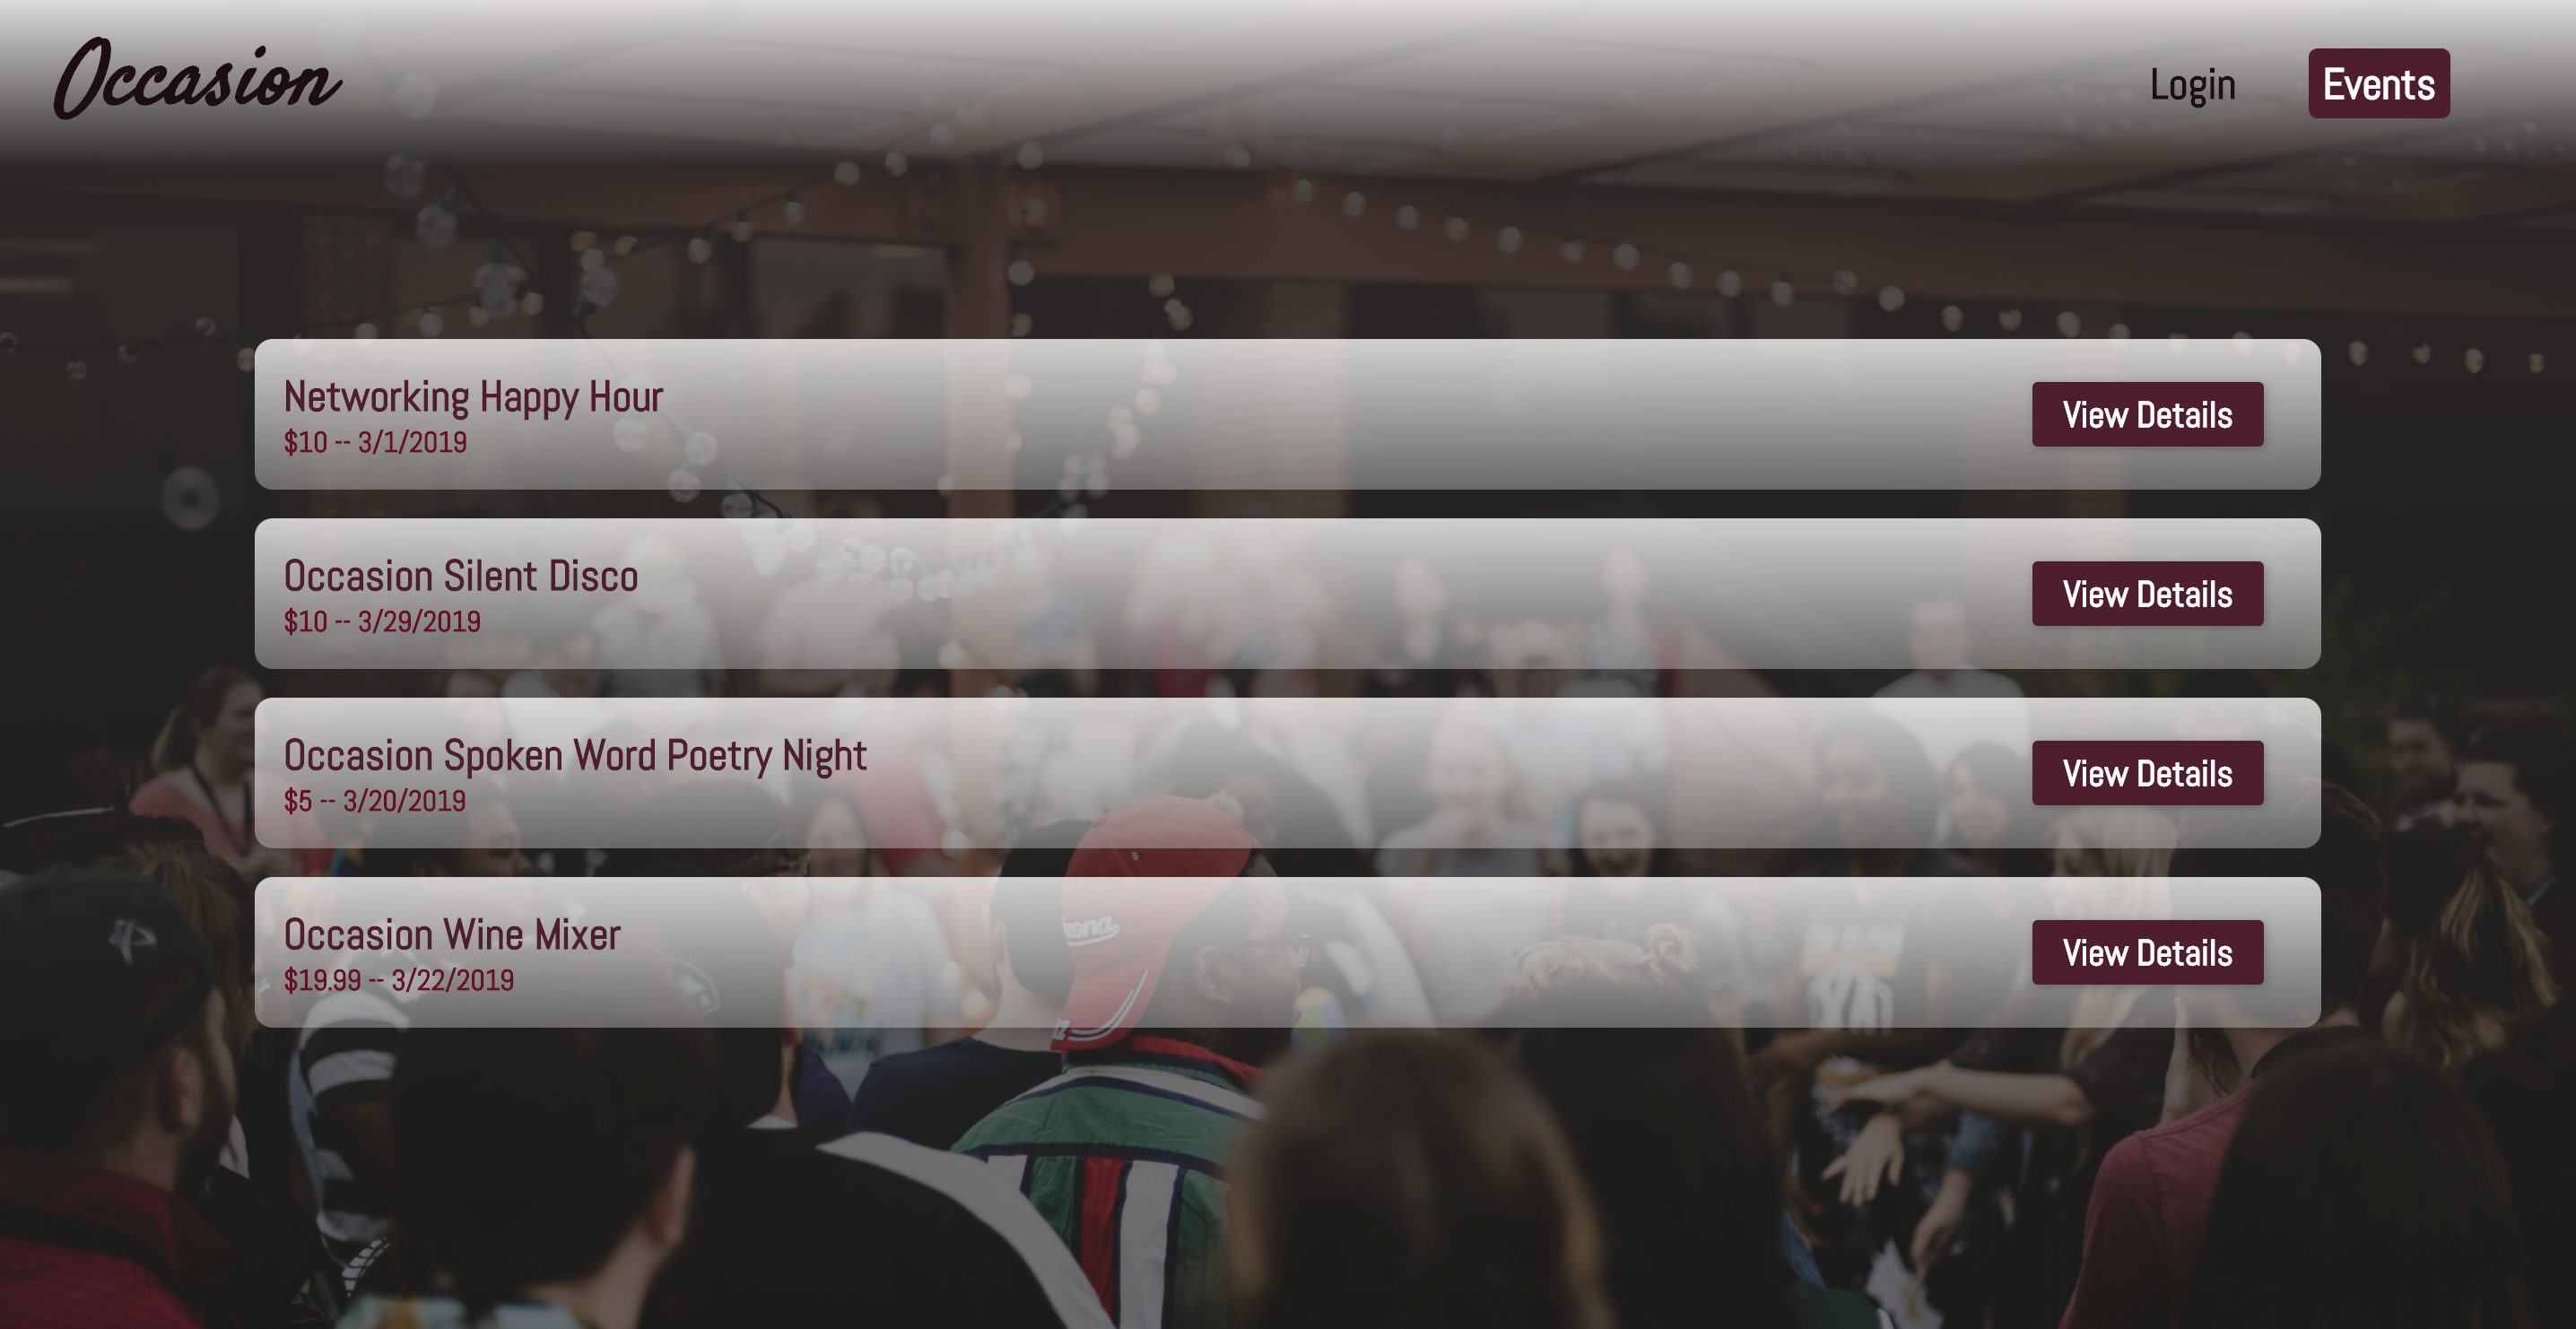 Occasion
Login
Events
Networking Happy Hour
$10 -- 3/1/2019
View Details
Occasion Silent Disco
$10 -- 3/29/2019
View Details
Occasion Spoken Word Poetry Night
$5 -- 3/20/2019
View Details
Occasion Wine Mixer
$19.99 -- 3/22/2019
View Details